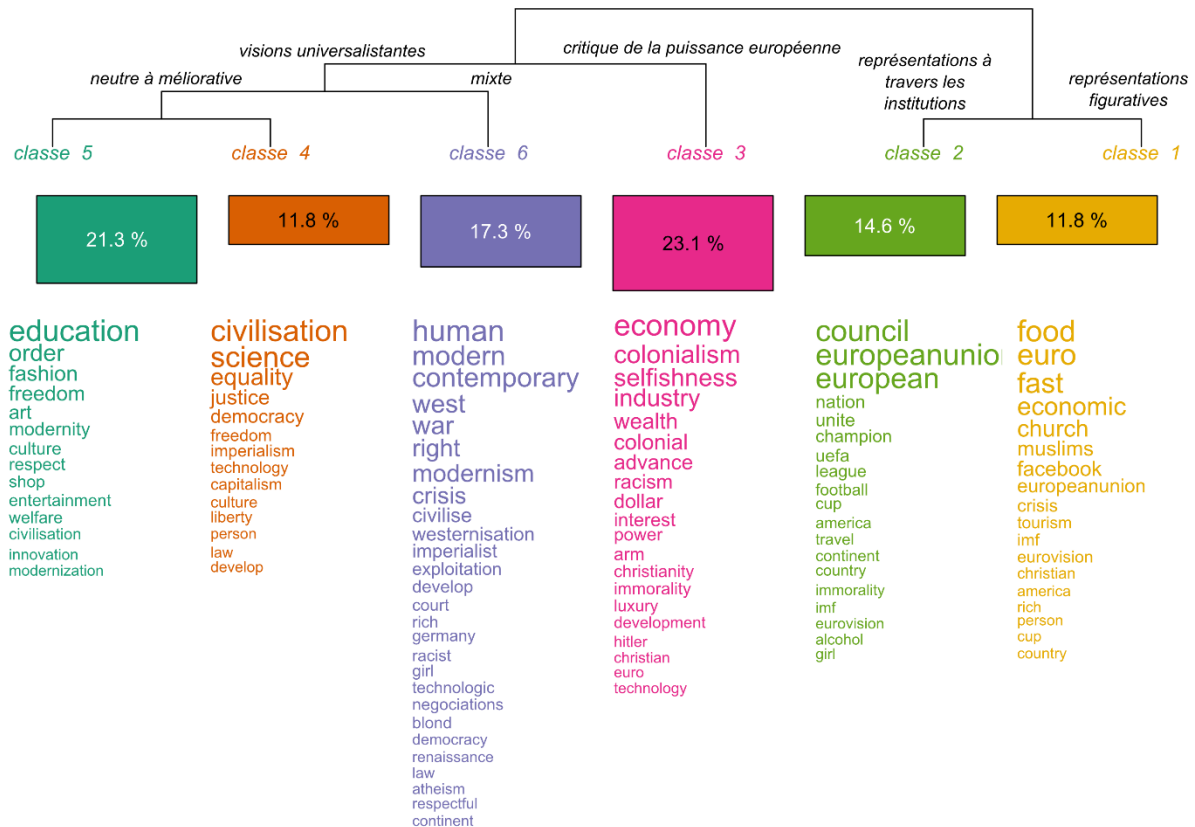 visions universalistantes
critique de la puissance européenne
neutre à méliorative
mixte
représentations à
travers les
institutions
représentations
figuratives
classe 5
classe 4
classe 6
classe 3
classe 2
classe 1
21.3 %
11.8 %
17.3 %
23.1 %
14.6 %
11.8 %
education
order
fashion
freedom
art
modernity
culture
respect
shop
entertainment
welfare
civilisation
innovation
modernization
civilisation
science
equality
justice
democracy
freedom
imperialism
technology
capitalism
culture
liberty
person
law
develop
human
modern
contemporary
west
war
right
modernism
crisis
civilise
westernisation
imperialist
exploitation
develop
court
rich
germany
racist
girl
technologic
negociations
blond
democracy
renaissance
law
atheism
respectful
continent
economy
colonialism
selfishness
industry
wealth
colonial
advance
racism
dollar
interest
power
arm
christianity
immorality
luxury
development
hitler
christian
euro
technology
council
europeanunio
european
nation
unite
champion
uefa
league
football
cup
america
travel
continent
country
immorality
imf
eurovision
alcohol
girl
food
euro
fast
economic
church
muslims
facebook
europeanunion
crisis
tourism
imf
eurovision
christian
america
rich
person
cup
country